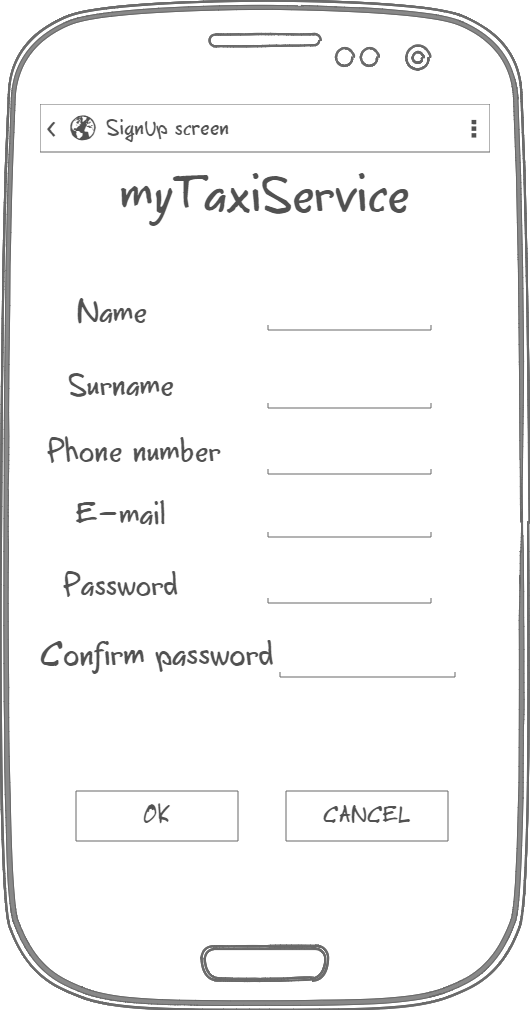 SignUp screen
myTaxiService
Name
Surname
Phone number
E-mail
Password
Confirm password
OK
CANCEL